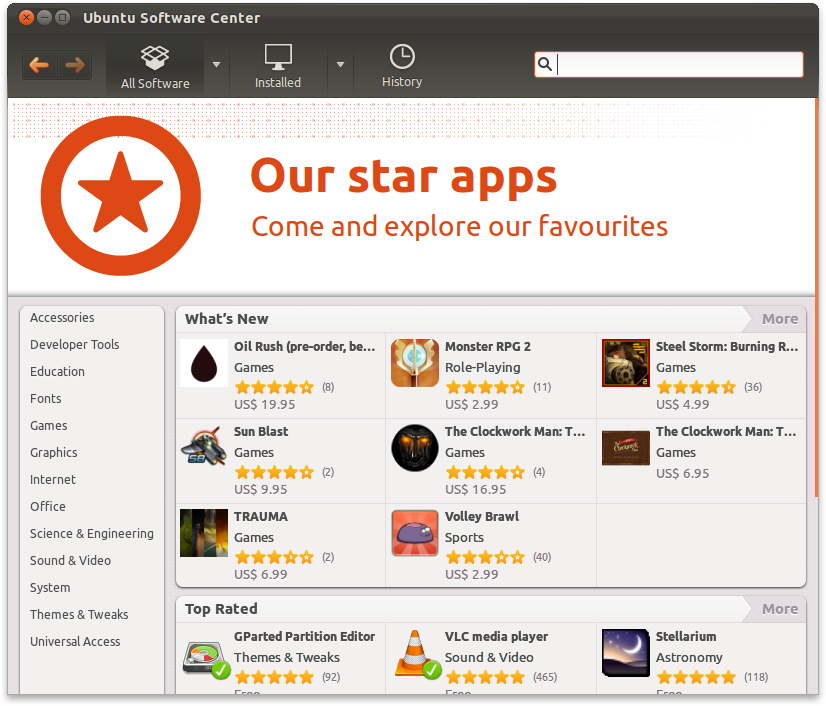 Ubuntu Software Center
All Software
Installed
History
Our star apps
Come and explore our favourites
Accessories
Developer Tools
Education
Fonts
Games
Graphics
Internet
Office
Science & Engineering
Sound & Video
System
Themes & Tweaks
Universal Access
What's New
More
Oil Rush (pre-order, be...
Games
(8)
US$ 19.95
Monster RPG 2
Role-Playing
(11)
US$ 2.99
Steel Storm: Burning R...
Games
(36)
US$ 4.99
Sun Blast
Games
(2)
US$ 9.95
The Clockwork Man: T...
Games
(4)
US$ 16.95
The Clockwork Man: T...
Games
US$ 6.95
TRAUMA
Games
(2)
US$ 6.99
Volley Brawl
Sports
(40)
US$ 2.99
Top Rated
More
GParted Partition Editor
Themes & Tweaks
(92)
Free
VLC media player
Sound & Video
(465)
Free
Stellarium
Astronomy
(118)
Free